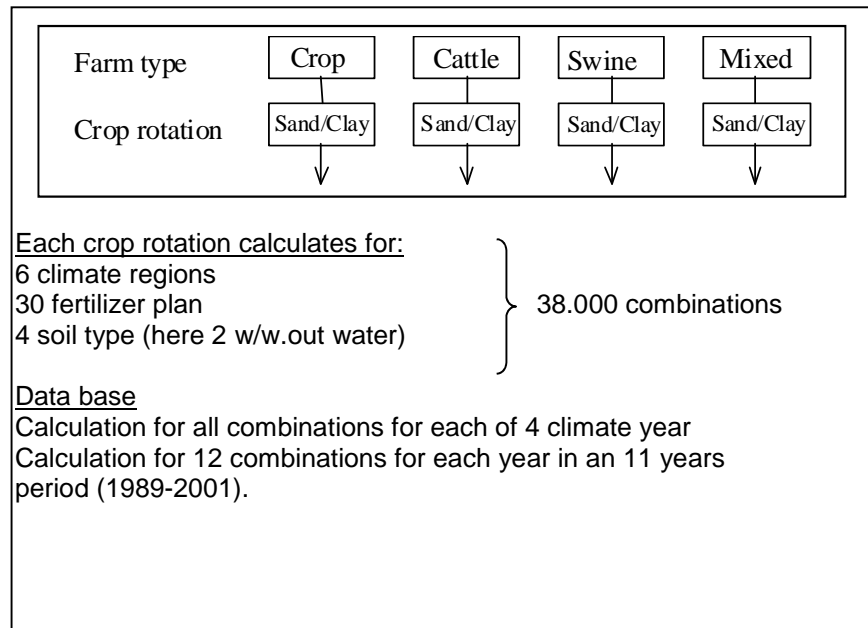 Farm type Crop Cattle Swine Mixed
Crop rotation Sand/Clay Sand/Clay Sand/Clay Sand/Clay
Each crop rotation calculates for:
6 climate regions
30 fertilizer plan 38.000 combinations
4 soil type (here 2 w/w.out water)
Data base
Calculation for all combinations for each of 4 climate year
Calculation for 12 combinations for each year in an 11 years
period (1989-2001).